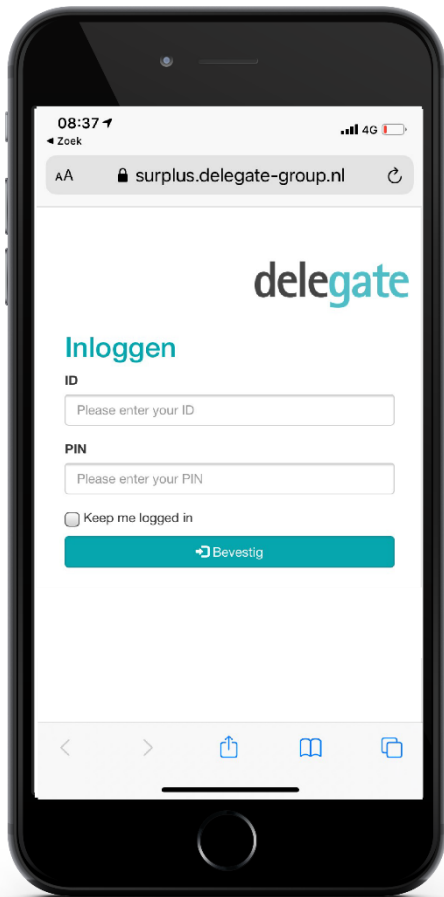 08:37
4G
◀ Zoek
AA surplus.delegate-group.nl
delegate
Inloggen
ID
Please enter your ID
PIN
Please enter your PIN
Keep me logged in
Bevestig